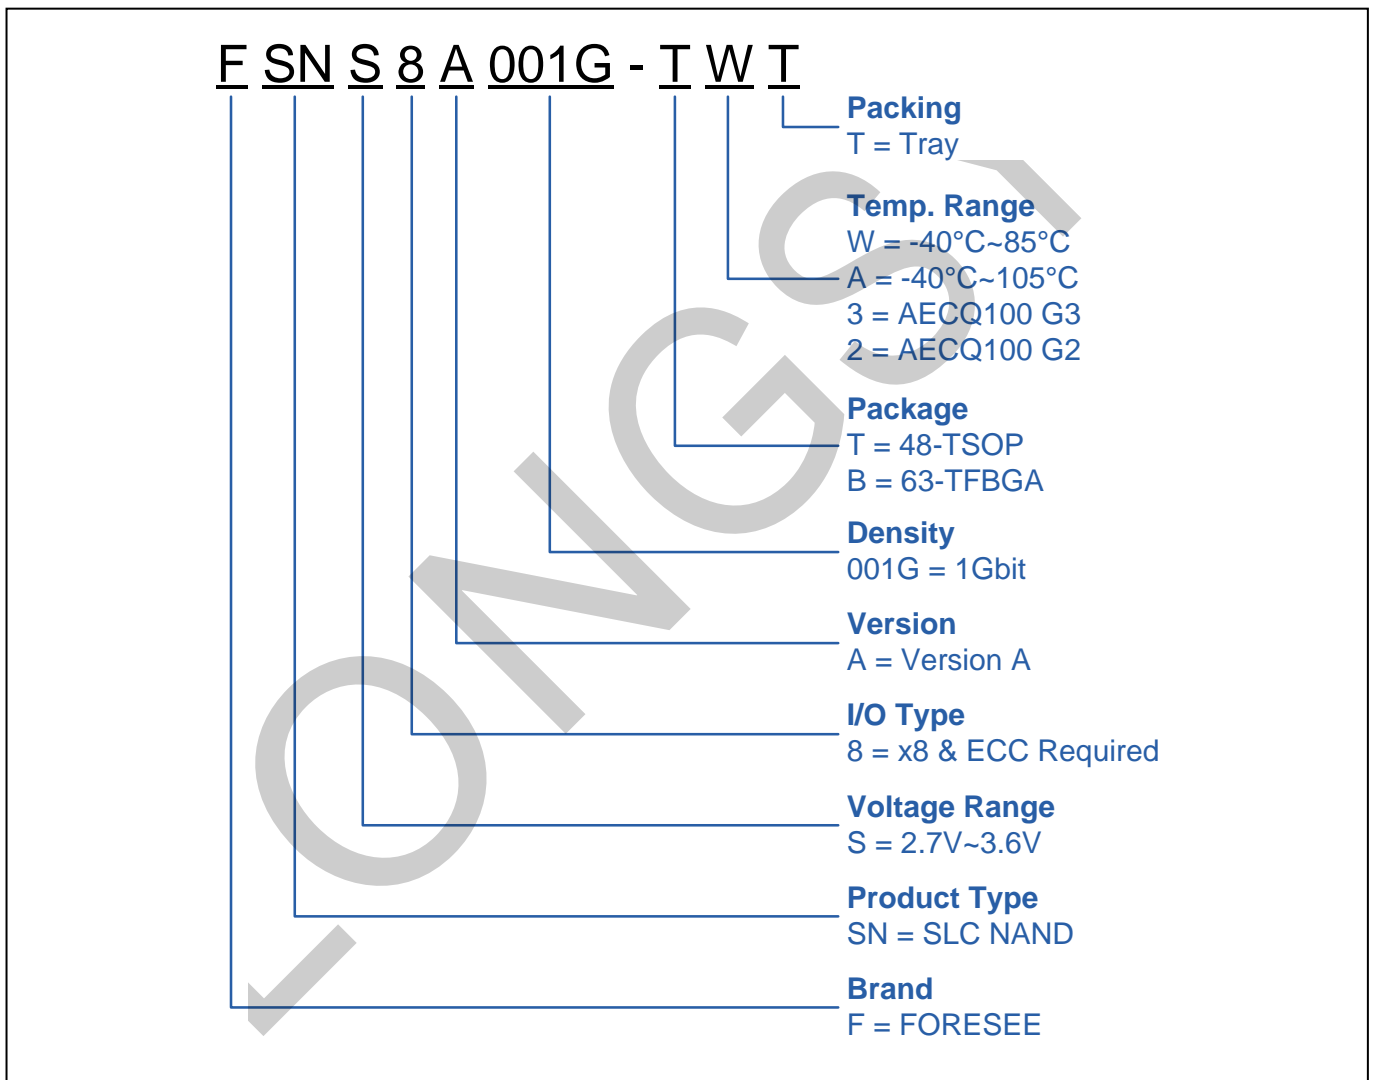 F SN S 8 A 001G - T W T
Packing
T = Tray
Temp. Range
W = -40°C~85°C
A = -40°C~105°C
3 = AECQ100 G3
2 = AECQ100 G2
Package
T = 48-TSOP
B = 63-TFBGA
Density
001G = 1Gbit
Version
A = Version A
I/O Type
8 = x8 & ECC Required
Voltage Range
S = 2.7V~3.6V
Product Type
SN = SLC NAND
Brand
F = FORESEE